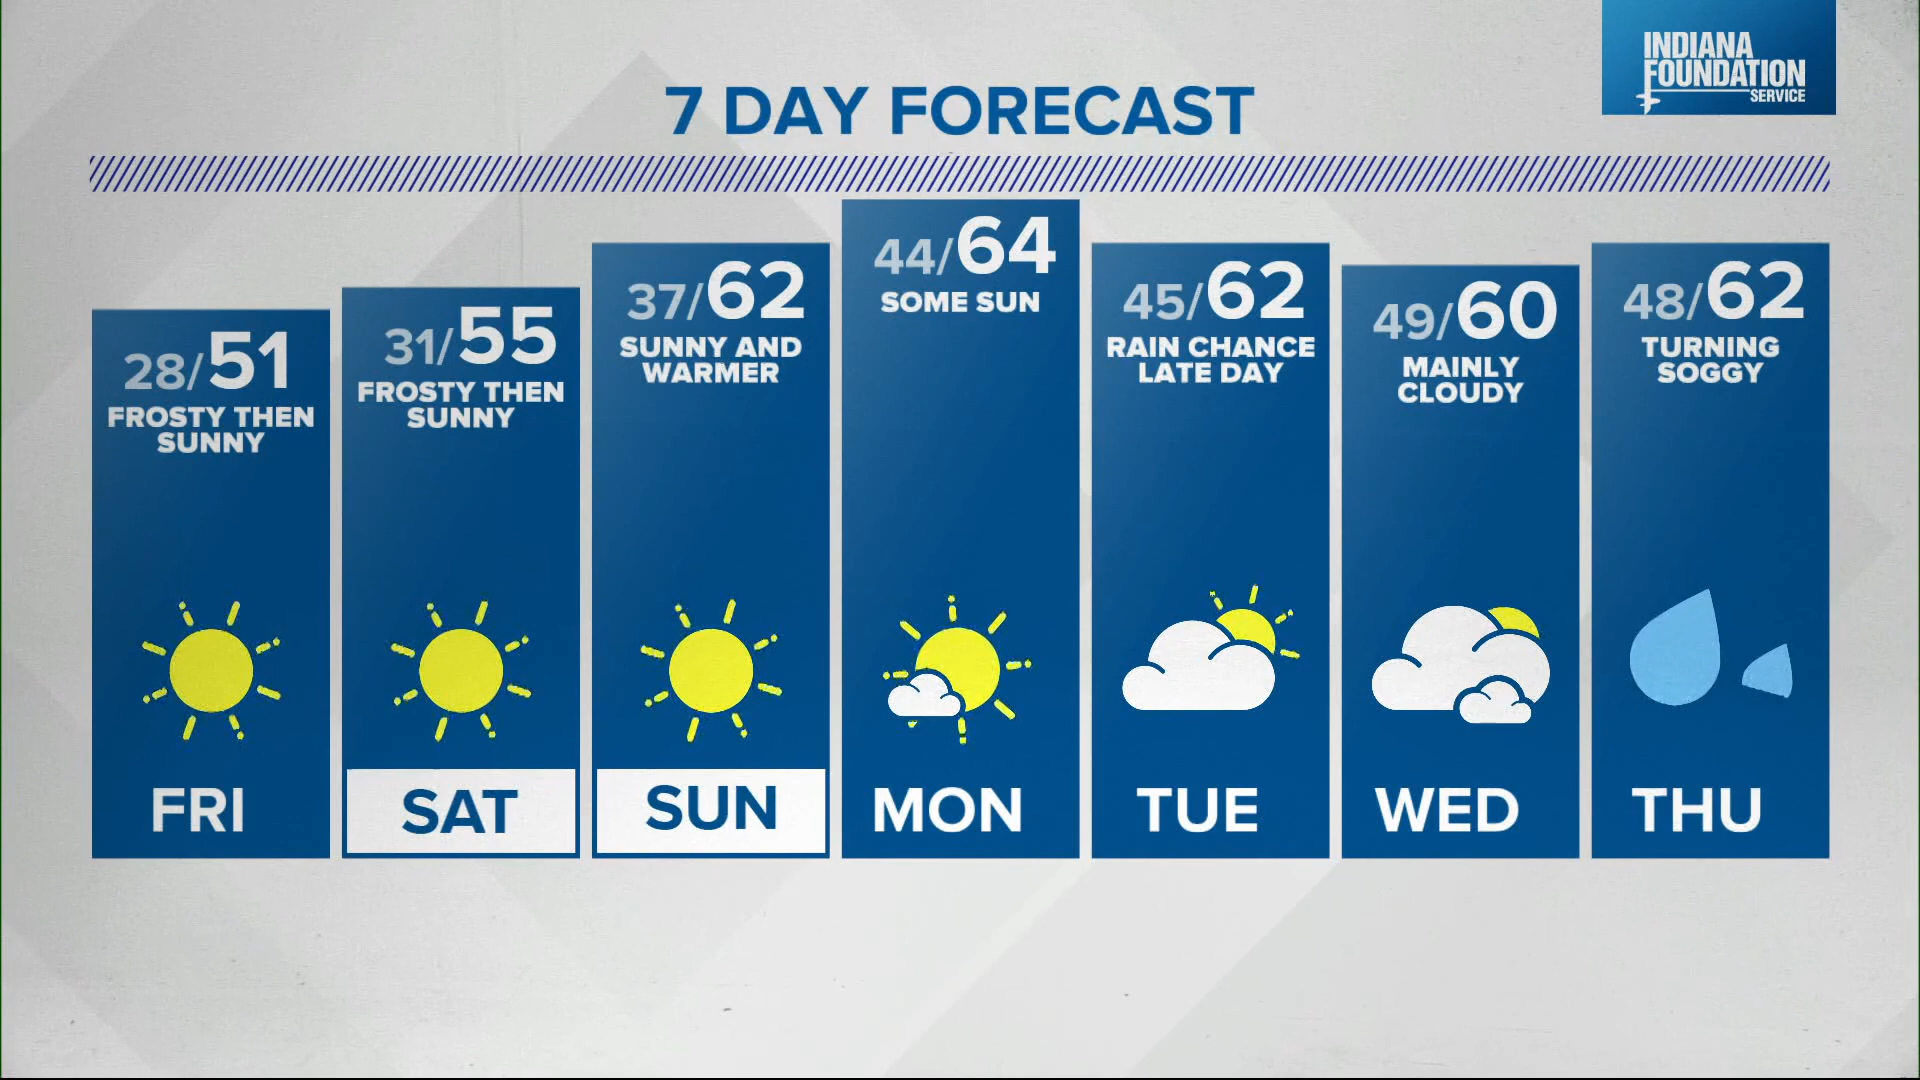 INDIANA
FOUNDATION
SERVICE
7 DAY FORECAST
28/51
FROSTY THEN
SUNNY
FRI
31/55
FROSTY THEN
SUNNY
SAT
37/62
SUNNY AND
WARMER
SUN
44/64
SOME SUN
MON
45/62
RAIN CHANCE
LATE DAY
TUE
49/60
MAINLY
CLOUDY
WED
48/62
TURNING
SOGGY
THU